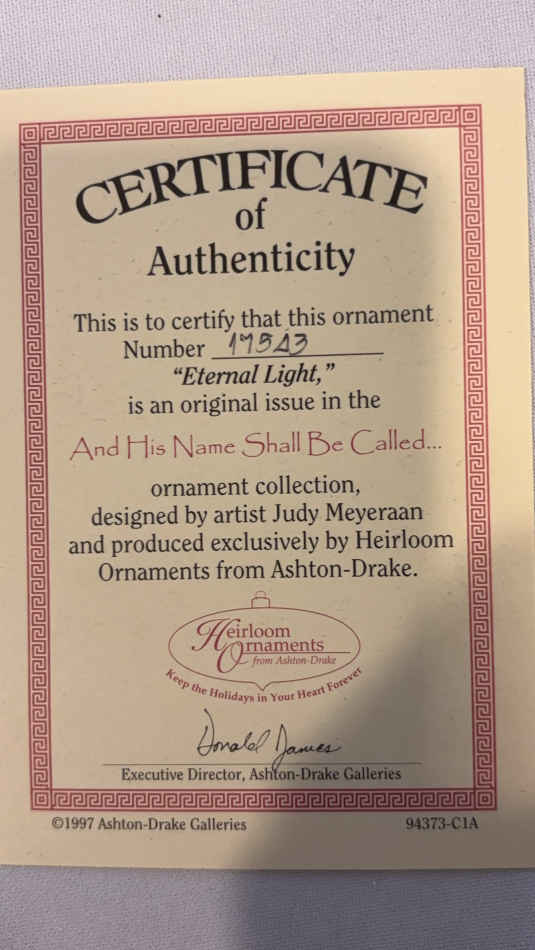 CERTIFICATE
of
Authenticity
This is to certify that this ornament
Number 17543
"Eternal Light,"
is an original issue in the
And His Name Shall Be Called...
ornament collection,
designed by artist Judy Meyeraan
and produced exclusively by Heirloom
Ornaments from Ashton-Drake.
Heirloom
Ornaments
from Ashton-Drake
Keep the Holidays in Your Heart Forever
Donald James
Executive Director, Ashton-Drake Galleries
©1997 Ashton-Drake Galleries 94373-C1A